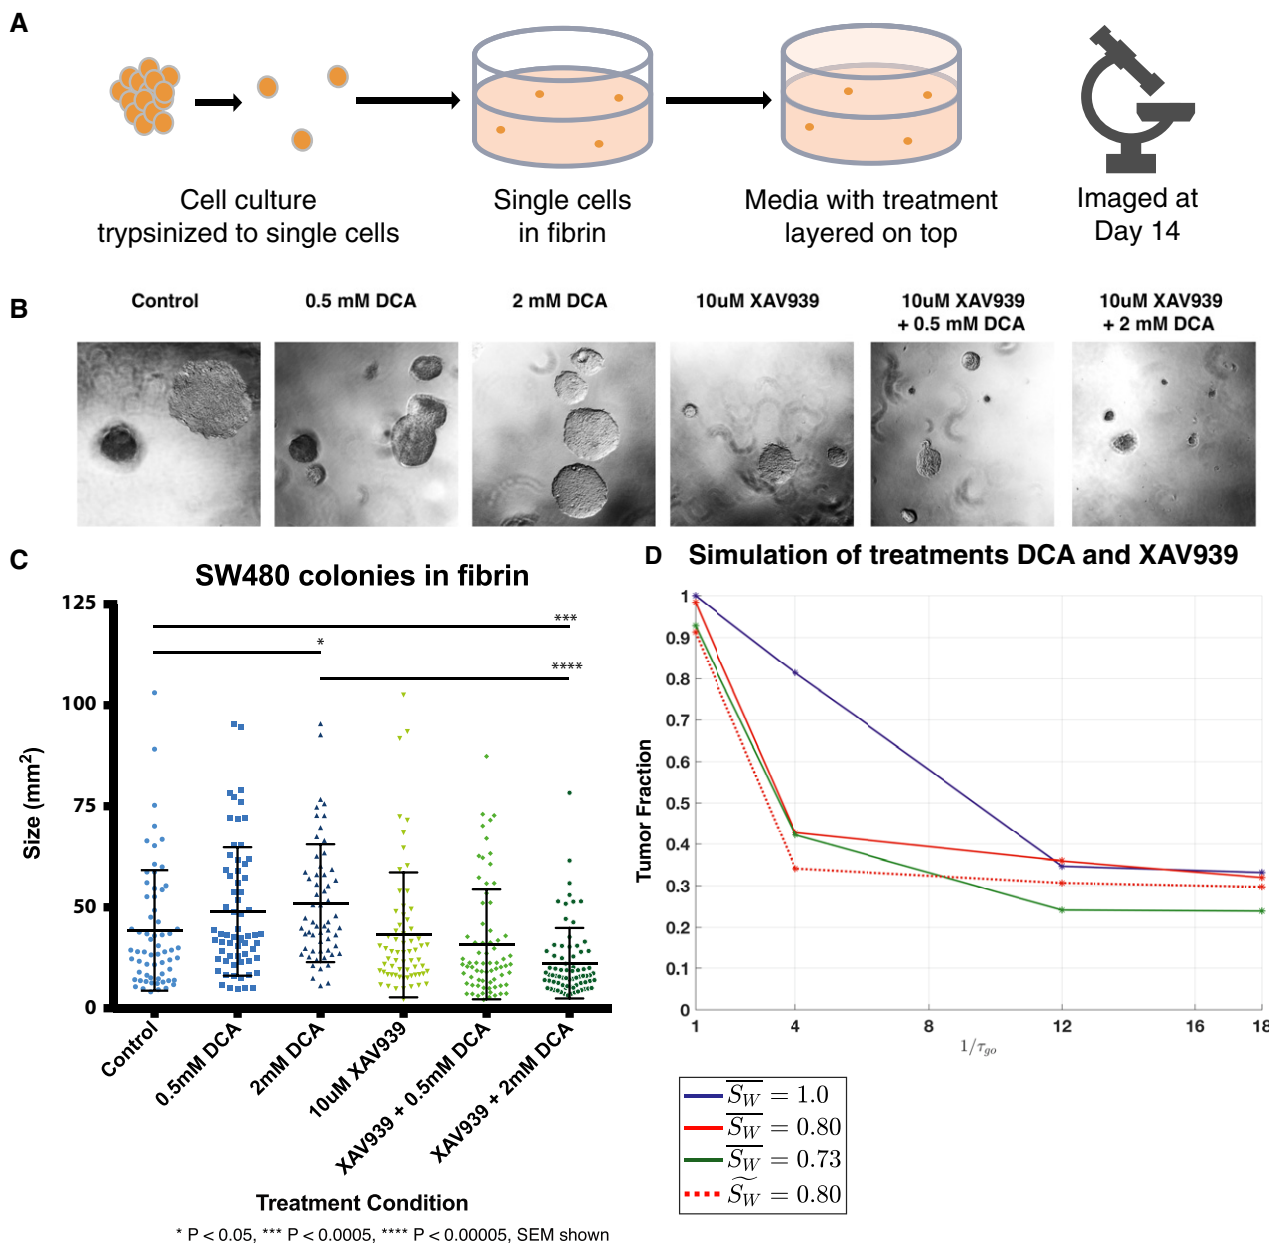 A
Cell culture
trypsinized to single cells
Single cells
in fibrin
Media with treatment
layered on top
Imaged at
Day 14
B
Control
0.5 mM DCA
2 mM DCA
10uM XAV939
10uM XAV939
+ 0.5 mM DCA
10uM XAV939
+ 2 mM DCA
C
SW480 colonies in fibrin
125
100
75
50
25
0
Size (mm²)
***
*
****
Control
0.5mM DCA
2mM DCA
10uM XAV939
XAV939 + 0.5mM DCA
XAV939 + 2mM DCA
Treatment Condition
* P < 0.05, *** P < 0.0005, **** P < 0.00005, SEM shown
D
Simulation of treatments DCA and XAV939
1
0.9
0.8
0.7
0.6
0.5
0.4
0.3
0.2
0.1
0
Tumor Fraction
1 4 8 12 16 18
1/τ_go
S̅_W̅ = 1.0
S̅_W̅ = 0.80
S̅_W̅ = 0.73
S͠_W = 0.80